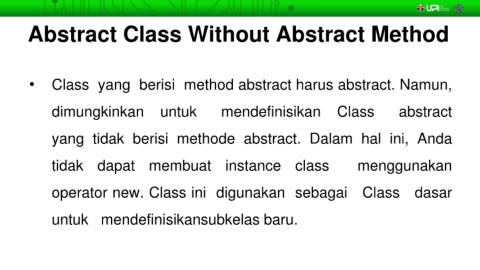 UPI
Abstract Class Without Abstract Method
• Class yang berisi method abstract harus abstract. Namun,
dimungkinkan untuk mendefinisikan Class abstract
yang tidak berisi methode abstract. Dalam hal ini, Anda
tidak dapat membuat instance class menggunakan
operator new. Class ini digunakan sebagai Class dasar
untuk mendefinisikansubkelas baru.